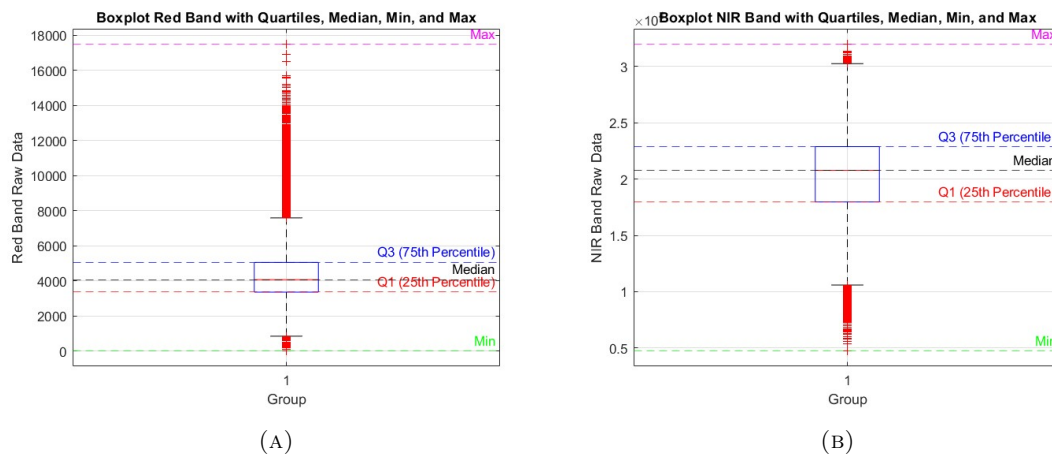 Boxplot Red Band with Quartiles, Median, Min, and Max
18000
16000
14000
12000
10000
8000
6000
4000
2000
0
Red Band Raw Data
Max
Q3 (75th Percentile)
Median
Q1 (25th Percentile)
Min
1
Group
(A)
Boxplot NIR Band with Quartiles, Median, Min, and Max
3
2.5
2
1.5
1
0.5
NIR Band Raw Data
Max
Q3 (75th Percentile
Median
Q1 (25th Percentile
Min
1
Group
(B)